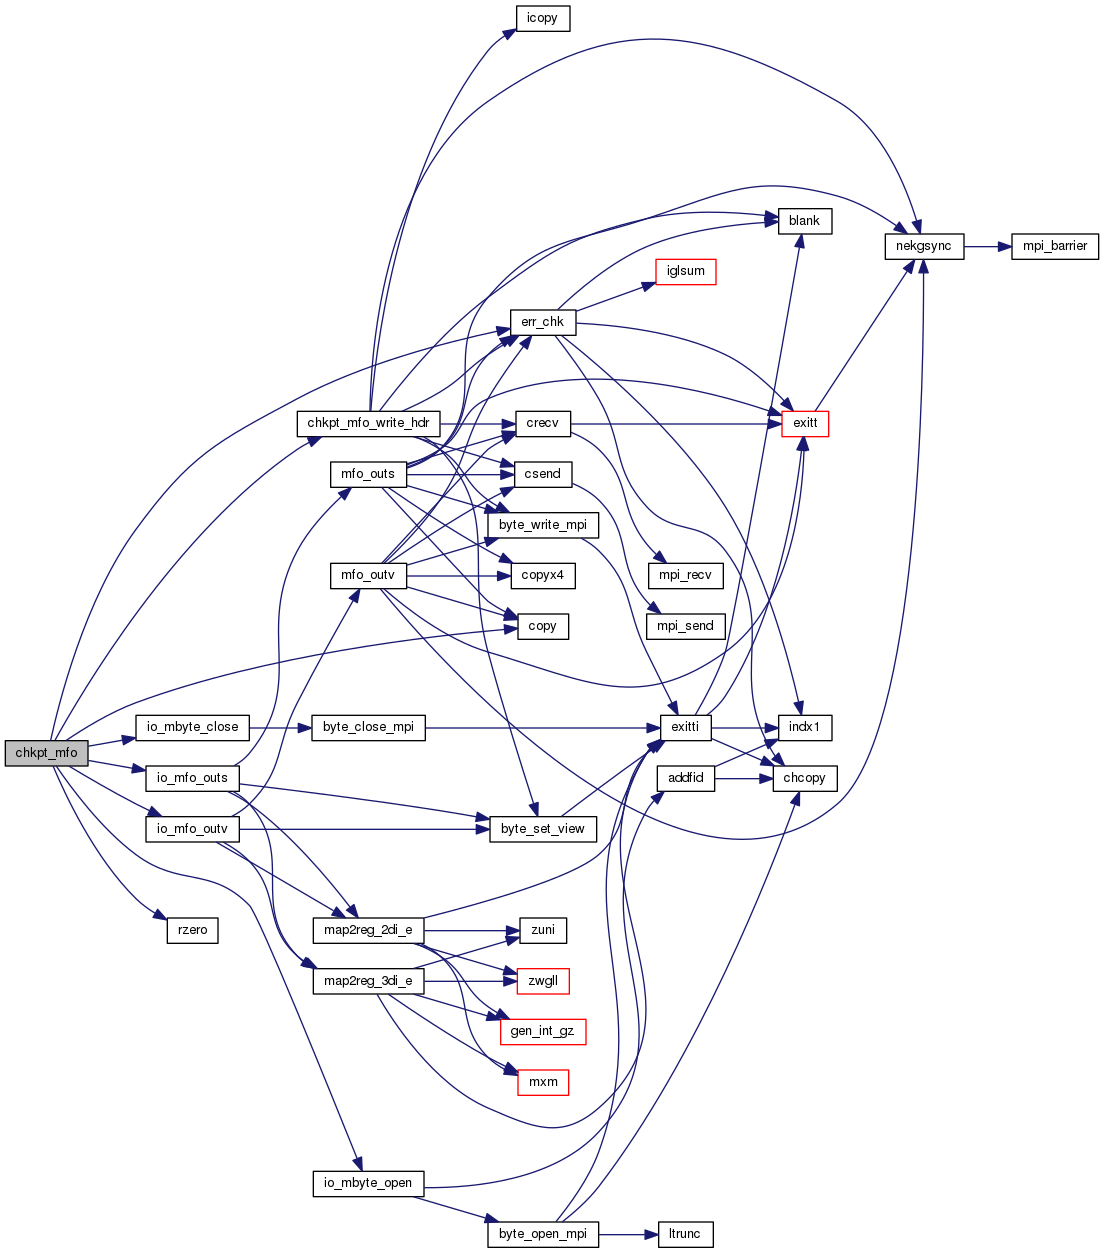 icopy
blank
nekgsync
mpi_barrier
iglsum
err_chk
chkpt_mfo_write_hdr
crecv
exitt
mfo_outs
csend
byte_write_mpi
mfo_outv
copyx4
mpi_recv
copy
mpi_send
io_mbyte_close
byte_close_mpi
exitti
indx1
chkpt_mfo
io_mfo_outs
addfid
chcopy
io_mfo_outv
byte_set_view
rzero
map2reg_2di_e
zuni
map2reg_3di_e
zwgll
gen_int_gz
mxm
io_mbyte_open
byte_open_mpi
ltrunc